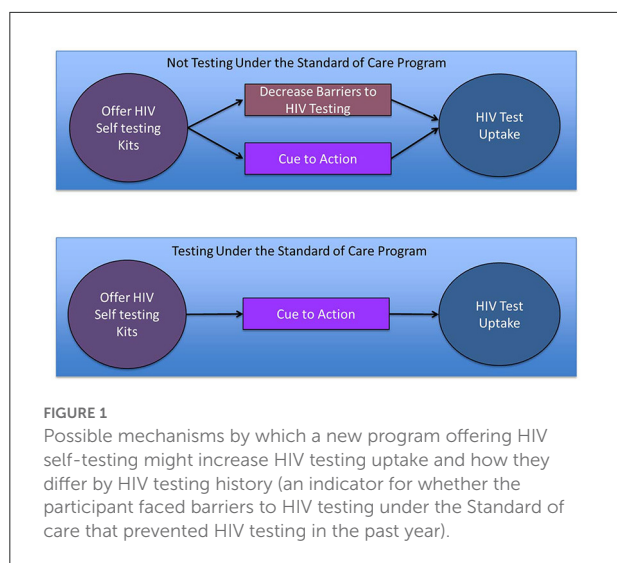 Not Testing Under the Standard of Care Program
Offer HIV
Self testing
Kits
Decrease Barriers to
HIV Testing
Cue to Action
HIV Test
Uptake
Testing Under the Standard of Care Program
Offer HIV
Self testing
Kits
Cue to Action
HIV Test
Uptake
FIGURE 1
Possible mechanisms by which a new program offering HIV
self-testing might increase HIV testing uptake and how they
differ by HIV testing history (an indicator for whether the
participant faced barriers to HIV testing under the Standard of
care that prevented HIV testing in the past year).